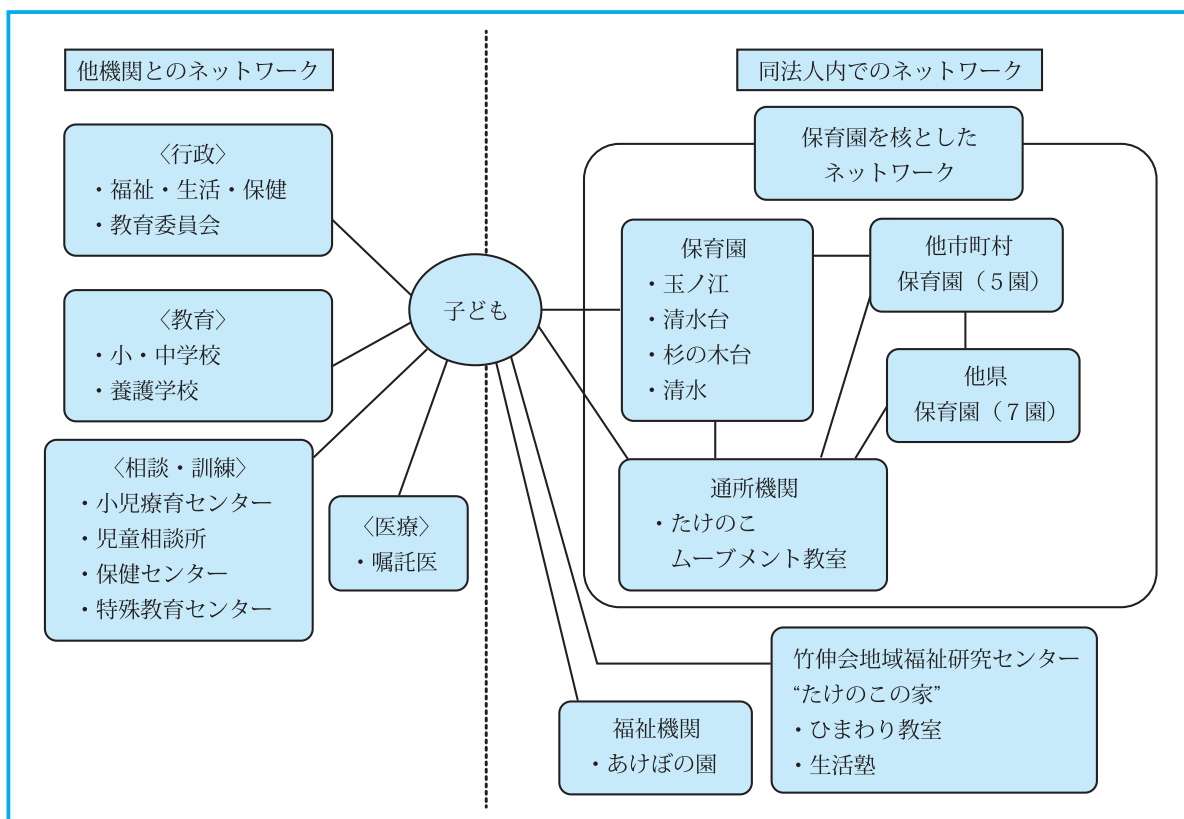 他機関とのネットワーク
〈行政〉
・福祉・生活・保健
・教育委員会
〈教育〉
・小・中学校
・養護学校
〈相談・訓練〉
・小児療育センター
・児童相談所
・保健センター
・特殊教育センター
〈医療〉
・嘱託医
子ども
同法人内でのネットワーク
保育園を核とした
ネットワーク
保育園
・玉ノ江
・清水台
・杉の木台
・清水
他市町村
保育園（５園）
他県
保育園（７園）
通所機関
・たけのこ
ムーブメント教室
竹伸会地域福祉研究センター
“たけのこの家”
・ひまわり教室
・生活塾
福祉機関
・あけぼの園